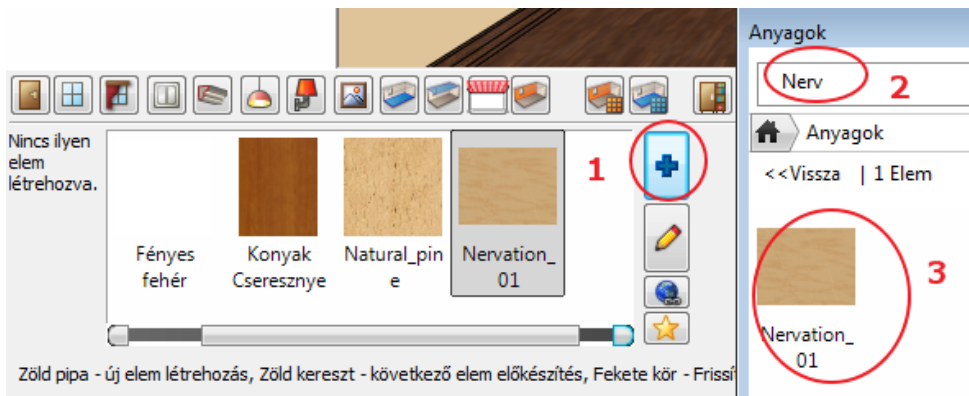 Nincs ilyen
elem
létrehozva.
Fényes
fehér
Konyak
Cseresznye
Natural_pin
e
Nervation_
01
1
Zöld pipa - új elem létrehozás, Zöld kereszt - következő elem előkészítés, Fekete kör - Frissí
Anyagok
Nerv
2
Anyagok
<<Vissza | 1 Elem
3
Nervation_
01